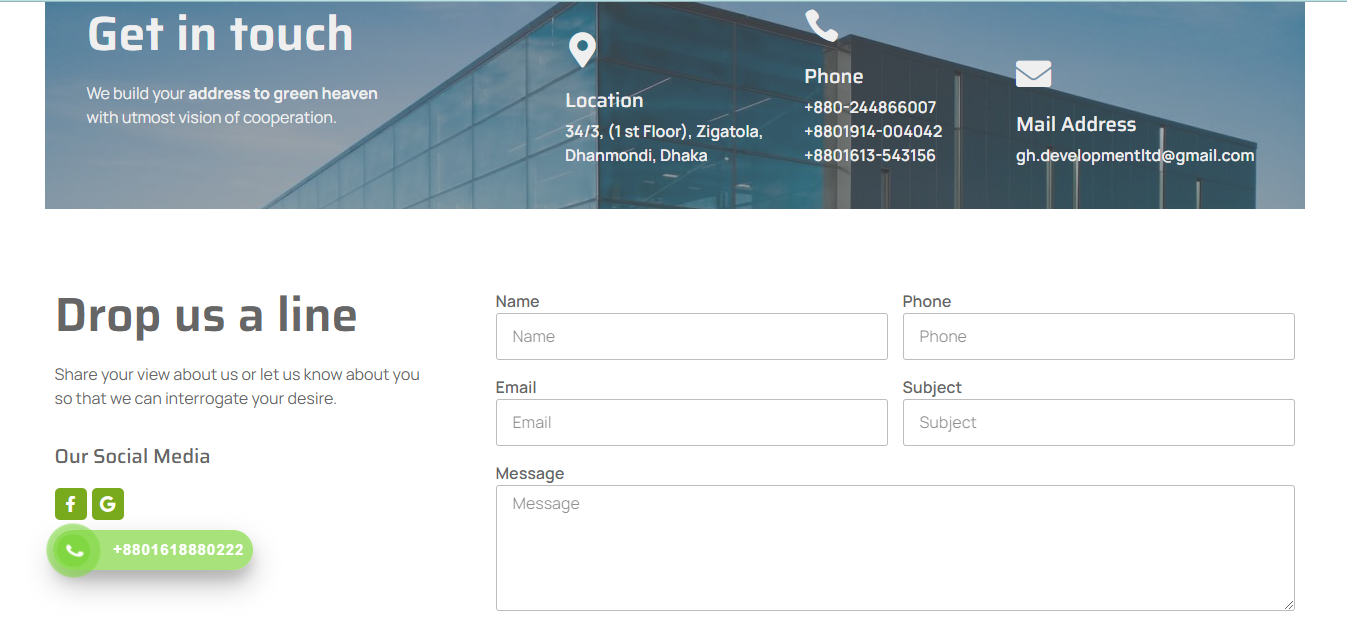 Get in touch
We build your address to green heaven
with utmost vision of cooperation.
Location
34/3, (1 st Floor), Zigatola,
Dhanmondi, Dhaka
Phone
+880-244866007
+8801914-004042
+8801613-543156
Mail Address
gh.developmentltd@gmail.com
Drop us a line
Share your view about us or let us know about you
so that we can interrogate your desire.
Our Social Media
+8801618880222
Name
Name
Phone
Phone
Email
Email
Subject
Subject
Message
Message